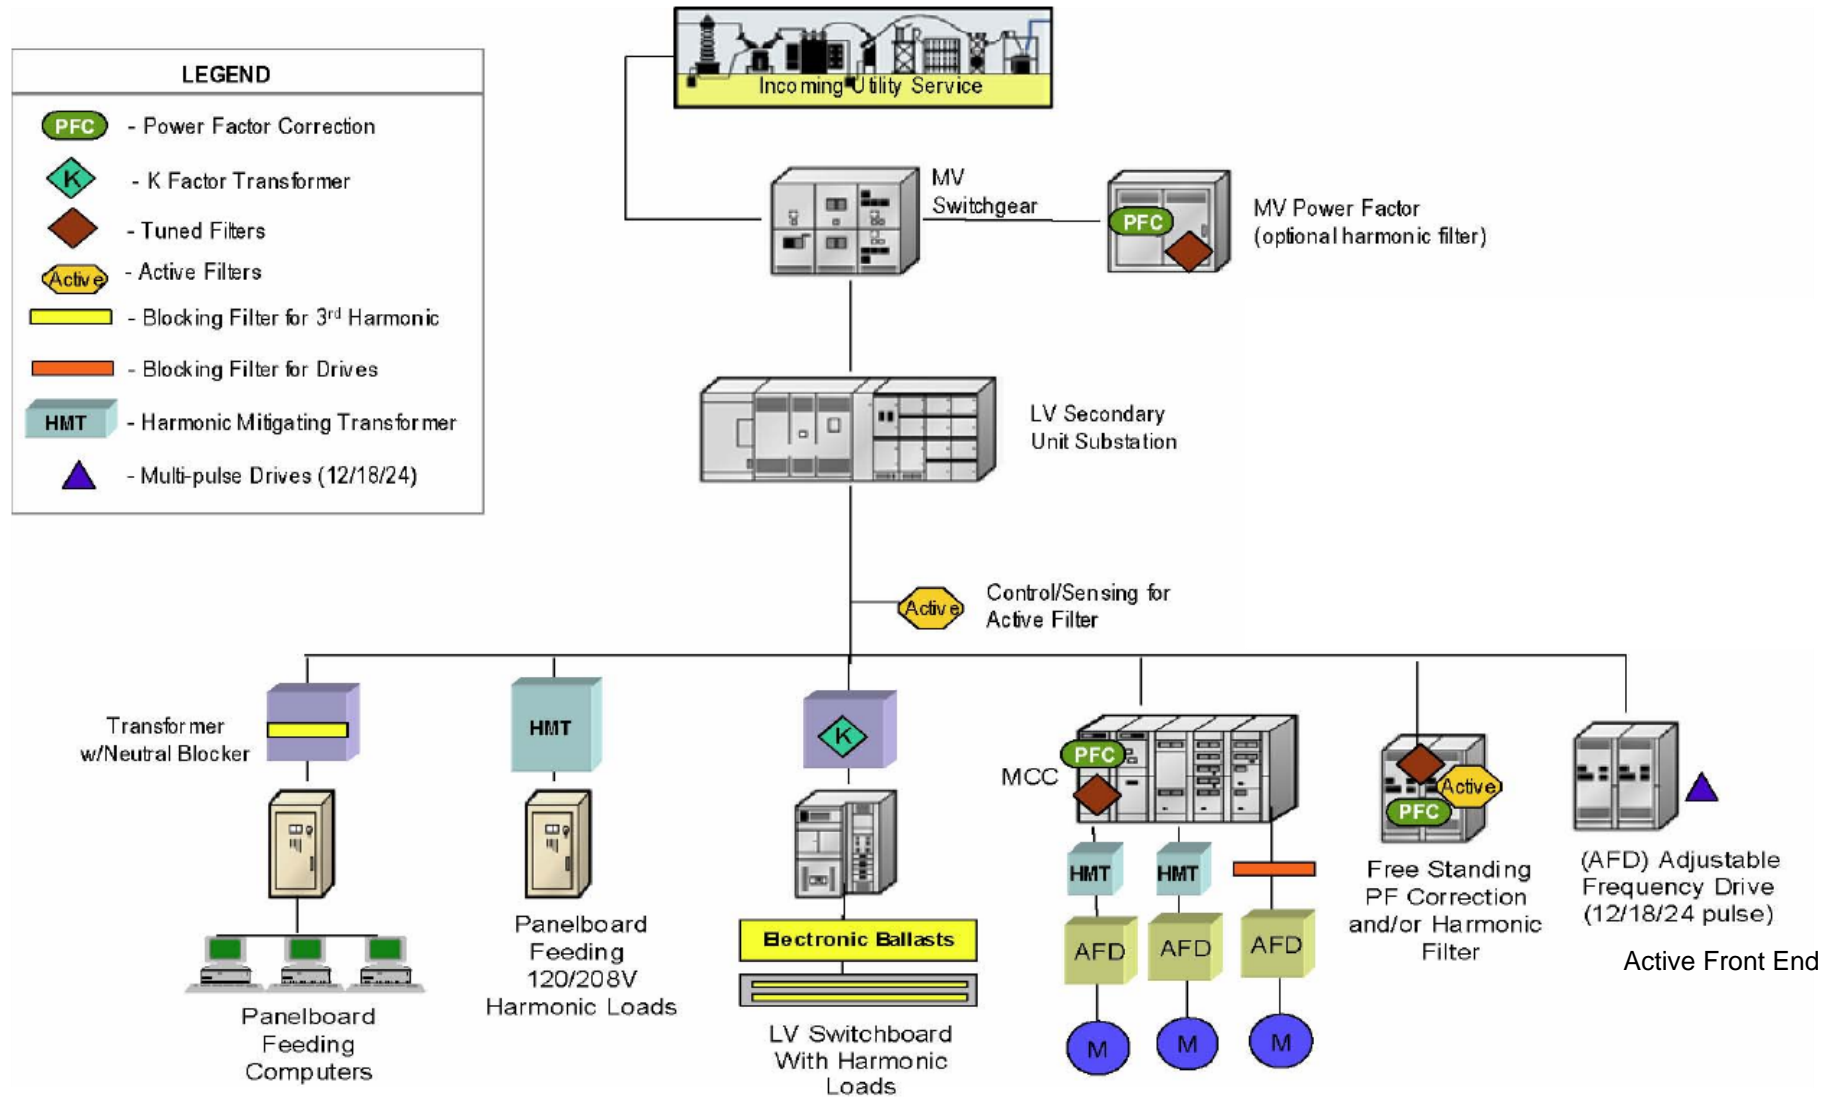 LEGEND
PFC - Power Factor Correction
K - K Factor Transformer
- Tuned Filters
Active - Active Filters
- Blocking Filter for 3rd Harmonic
- Blocking Filter for Drives
HMT - Harmonic Mitigating Transformer
- Multi-pulse Drives (12/18/24)
Incoming Utility Service
MV
Switchgear
PFC
MV Power Factor
(optional harmonic filter)
LV Secondary
Unit Substation
Active
Control/Sensing for
Active Filter
Transformer
w/Neutral Blocker
HMT
K
MCC
PFC
Active
PFC
HMT
HMT
AFD
AFD
AFD
M
M
M
Panelboard
Feeding
Computers
Panelboard
Feeding
120/208V
Harmonic Loads
Electronic Ballasts
LV Switchboard
With Harmonic
Loads
Free Standing
PF Correction
and/or Harmonic
Filter
(AFD) Adjustable
Frequency Drive
(12/18/24 pulse)
Active Front End